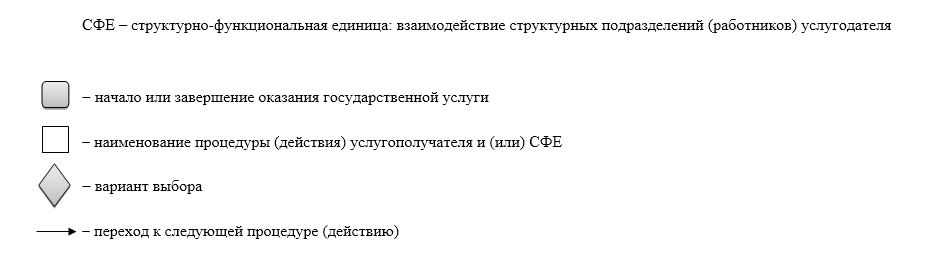 СФЕ – структурно-функциональная единица: взаимодействие структурных подразделений (работников) услугодателя
– начало или завершение оказания государственной услуги
– наименование процедуры (действия) услугополучателя и (или) СФЕ
– вариант выбора
– переход к следующей процедуре (действию)